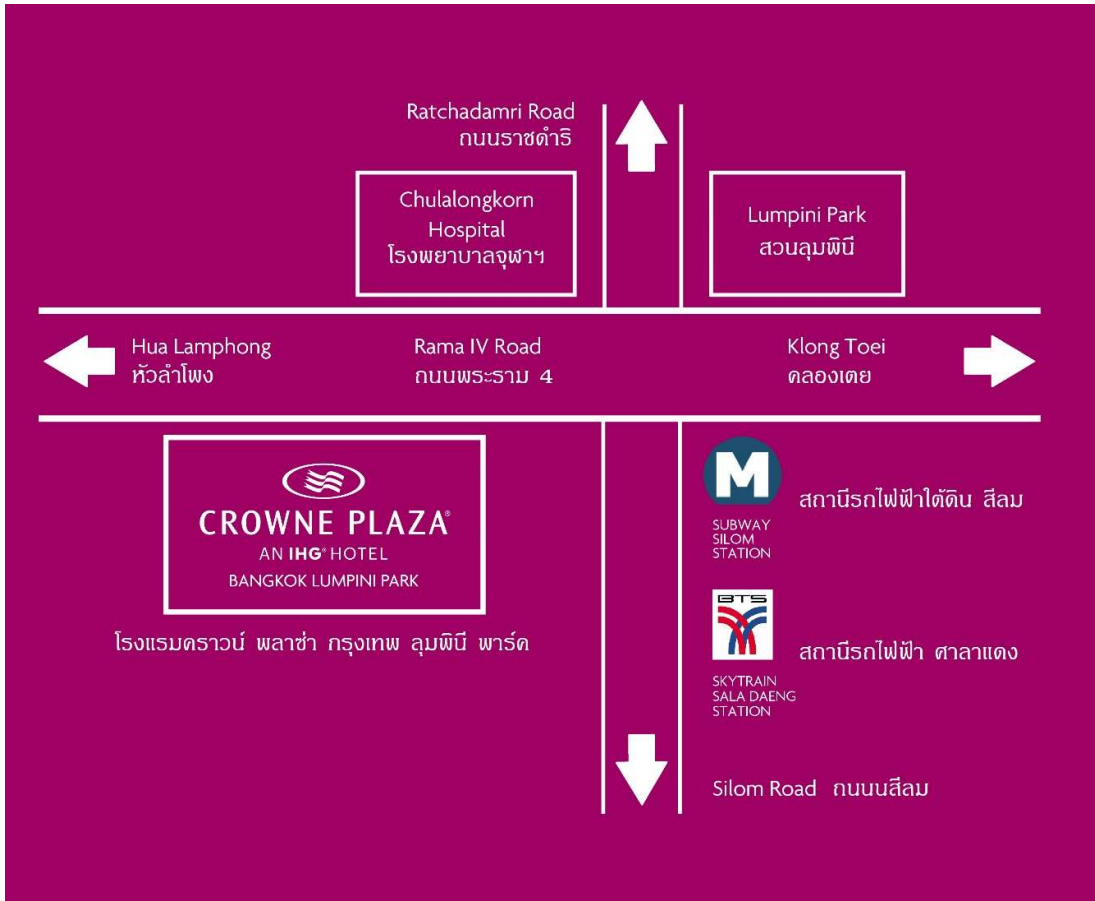 Ratchadamri Road
ถนนราชดำริ
Chulalongkorn
Hospital
โรงพยาบาลจุฬาฯ
Lumpini Park
สวนลุมพินี
Hua Lamphong
หัวลำโพง
Rama IV Road
ถนนพระราม 4
Klong Toei
คลองเตย
CROWNE PLAZA®
AN IHG® HOTEL
BANGKOK LUMPINI PARK
โรงแรมคราวน์ พลาซ่า กรุงเทพ ลุมพินี พาร์ค
M
SUBWAY
SILOM
STATION
สถานีรถไฟฟ้าใต้ดิน สีลม
BTS
SKYTRAIN
SALA DAENG
STATION
สถานีรถไฟฟ้า ศาลาแดง
Silom Road ถนนสีลม